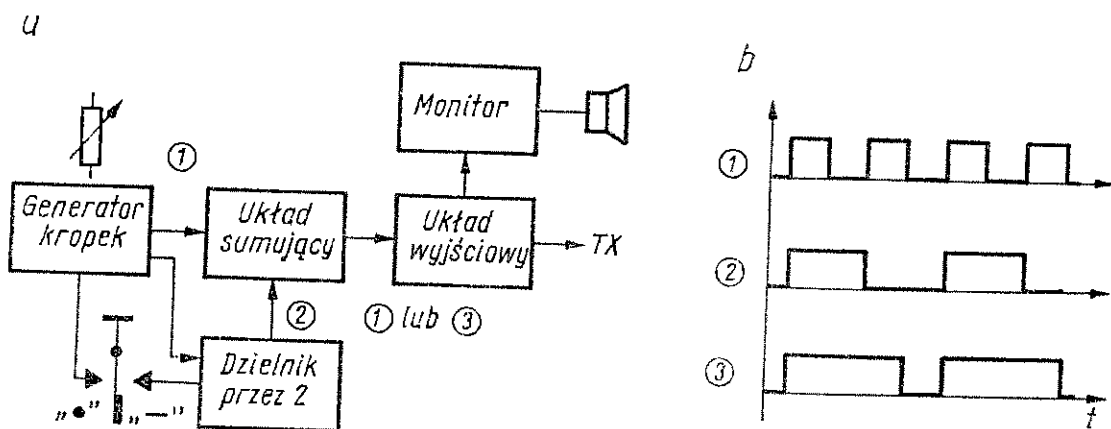 a
Monitor
①
Generator
kropek
Układ
sumujący
Układ
wyjściowy
TX
②
① lub ③
Dzielnik
przez 2
„●”
„—”
b
①
②
③
t